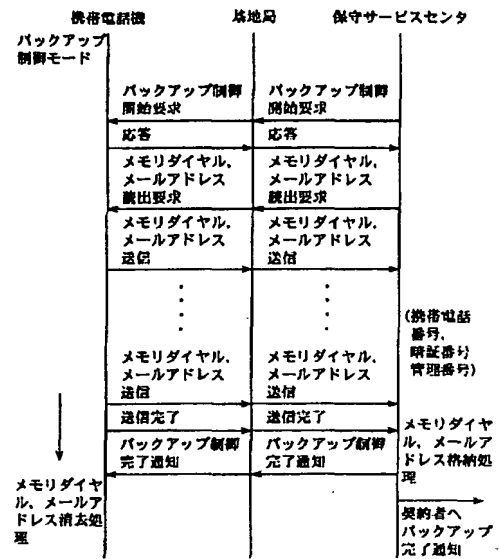 携帯電話機 基地局 保守サービスセンタ
バックアップ
制御モード
バックアップ制御
開始要求
バックアップ制御
開始要求
応答
応答
メモリダイヤル、
メールアドレス
読出要求
メモリダイヤル、
メールアドレス
読出要求
メモリダイヤル、
メールアドレス
送信
メモリダイヤル、
メールアドレス
送信
(携帯電話
番号、
暗証番号
管理番号)
メモリダイヤル、
メールアドレス
送信
メモリダイヤル、
メールアドレス
送信
送信完了
送信完了
バックアップ制御
完了通知
バックアップ制御
完了通知
メモリダイヤ
ル、メールア
ドレス格納処
理
メモリダイヤ
ル、メールア
ドレス消去処
理
契約者へ
バックアップ
完了通知